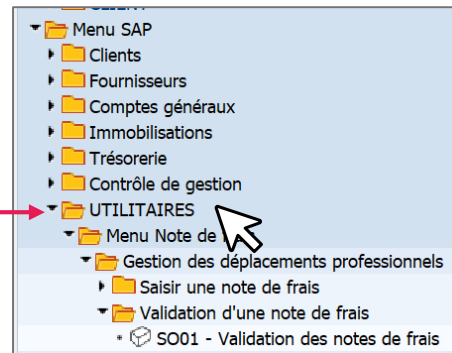 Menu SAP
Clients
Fournisseurs
Comptes généraux
Immobilisations
Trésorerie
Contrôle de gestion
UTILITAIRES
Menu Note de
Gestion des déplacements professionnels
Saisir une note de frais
Validation d'une note de frais
SO01 - Validation des notes de frais